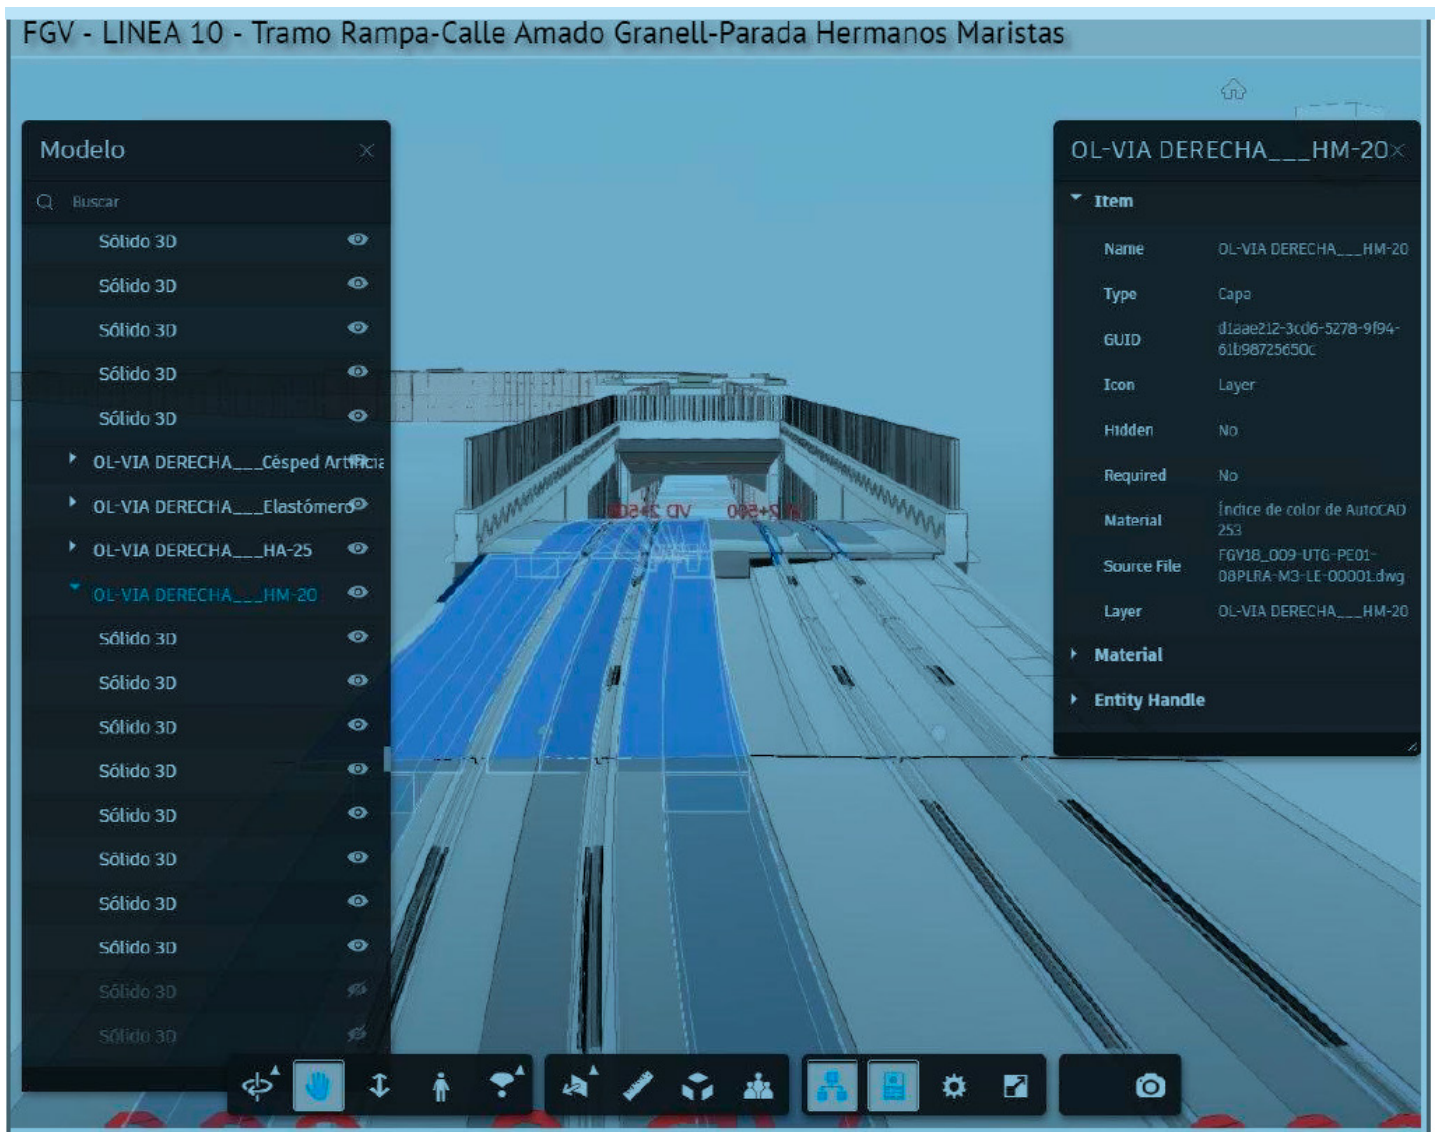 FGV - LINEA 10 - Tramo Rampa-Calle Amado Granell-Parada Hermanos Maristas
Modelo
Buscar
Sólido 3D
Sólido 3D
Sólido 3D
Sólido 3D
Sólido 3D
OL-VIA DERECHA___Césped Artificia
OL-VIA DERECHA___Elastómero
OL-VIA DERECHA___HA-25
OL-VIA DERECHA___HM-20
Sólido 3D
Sólido 3D
Sólido 3D
Sólido 3D
Sólido 3D
Sólido 3D
Sólido 3D
Sólido 3D
Sólido 3D
Sólido 3D
VD 2+500
OL-VIA DERECHA___HM-20
Item
Name OL-VIA DERECHA___HM-20
Type Capa
GUID d1aae212-3cd6-5278-9f94-
61b98725650c
Icon Layer
Hidden No
Required No
Material Índice de color de AutoCAD
253
Source File FGV18_009-UTG-PE01-
08PLRA-M3-LE-00001.dwg
Layer OL-VIA DERECHA___HM-20
Material
Entity Handle